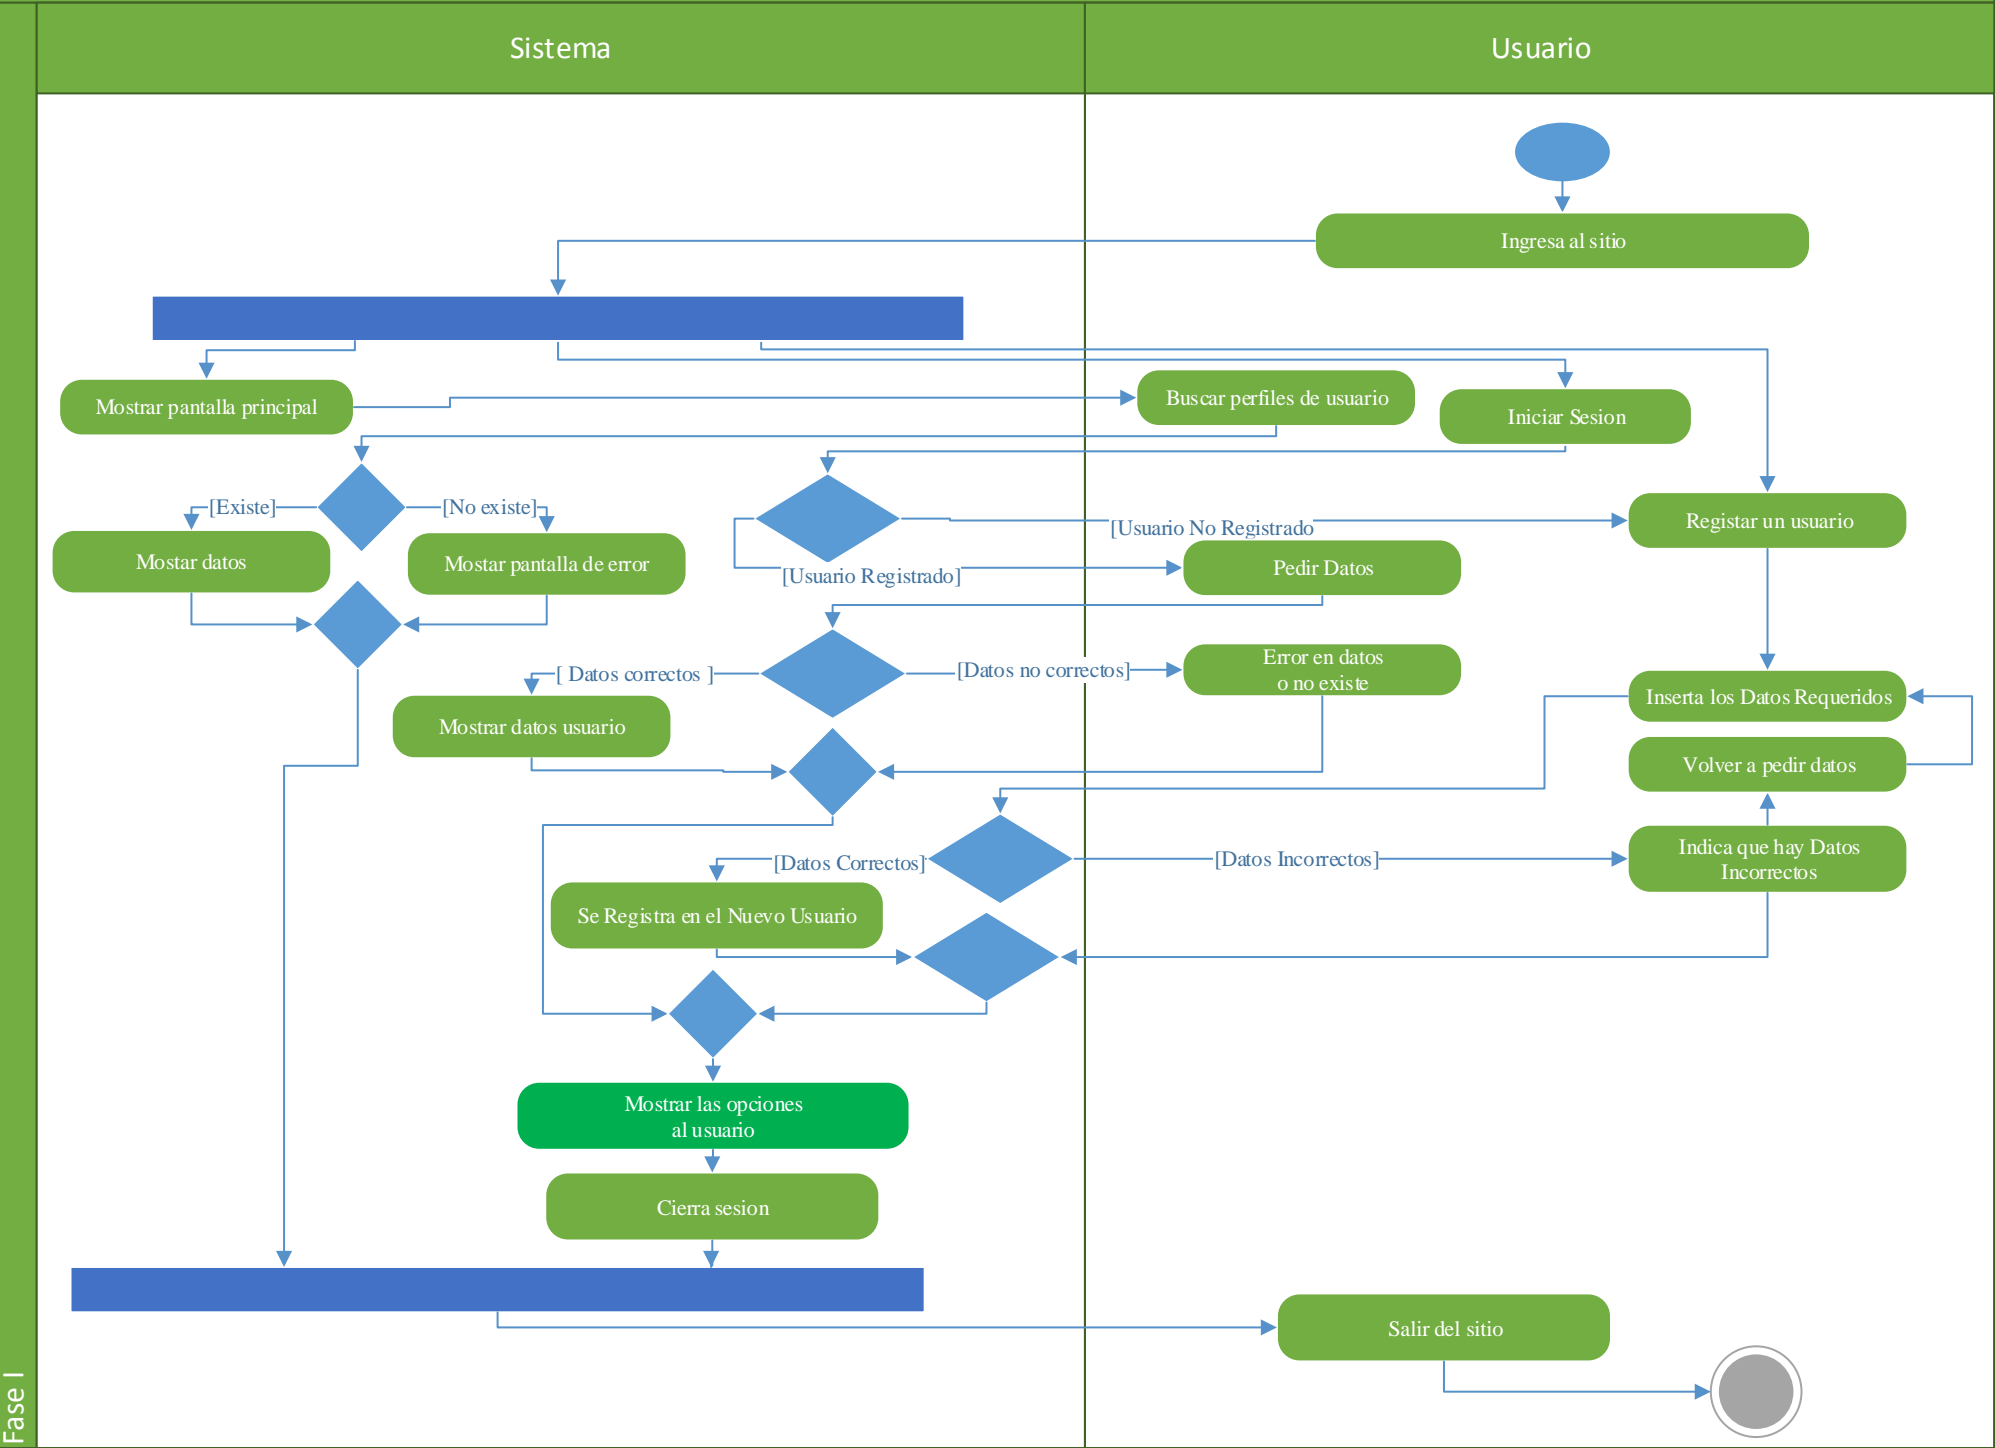 Sistema
Usuario
Ingresa al sitio
Mostrar pantalla principal
Buscar perfiles de usuario
Iniciar Sesion
[Existe]
[No existe]
[Usuario No Registrado
Registar un usuario
Mostar datos
Mostar pantalla de error
[Usuario Registrado]
Pedir Datos
[ Datos correctos ]
[Datos no correctos]
Error en datos
o no existe
Inserta los Datos Requeridos
Mostrar datos usuario
Volver a pedir datos
[Datos Correctos]
[Datos Incorrectos]
Indica que hay Datos
Incorrectos
Se Registra en el Nuevo Usuario
Mostrar las opciones
al usuario
Cierra sesion
Salir del sitio
Fase I